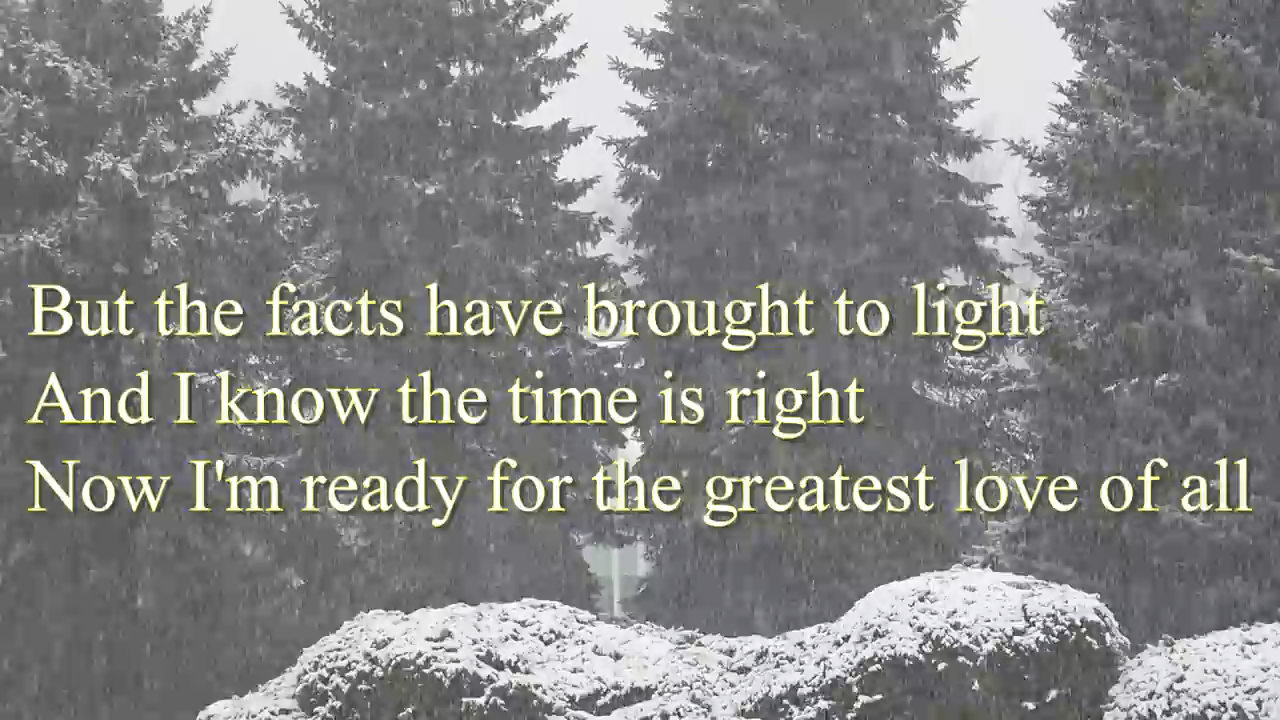 But the facts have brought to light
And I know the time is right
Now I'm ready for the greatest love of all